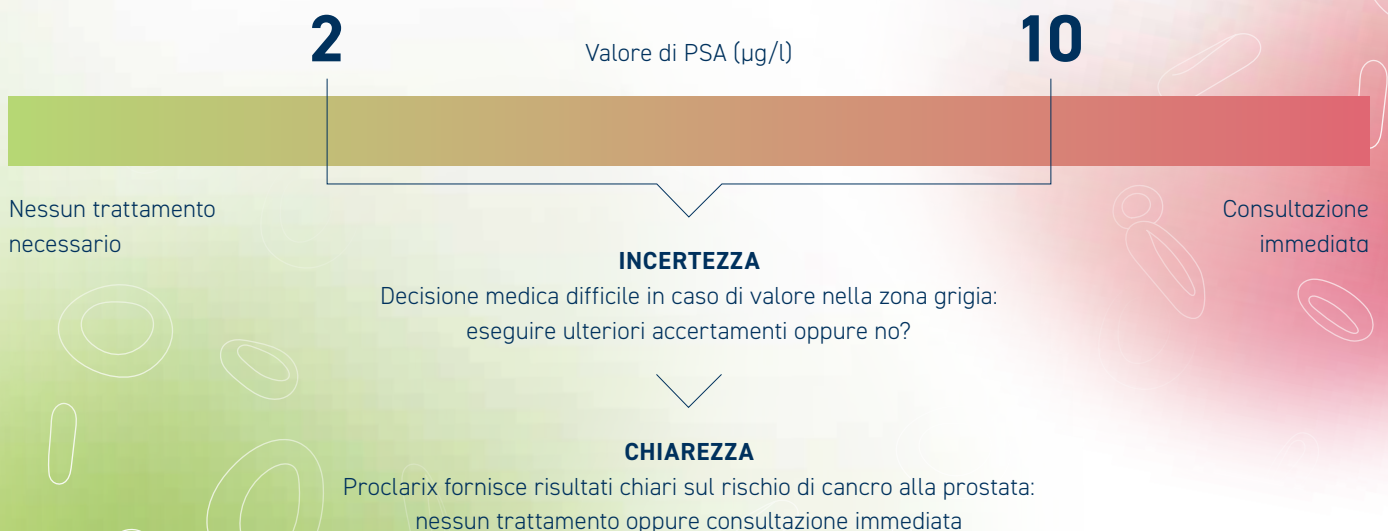 2
Valore di PSA (µg/l)
10
Nessun trattamento
necessario
Consultazione
immediata
INCERTEZZA
Decisione medica difficile in caso di valore nella zona grigia:
eseguire ulteriori accertamenti oppure no?
CHIAREZZA
Proclarix fornisce risultati chiari sul rischio di cancro alla prostata:
nessun trattamento oppure consultazione immediata